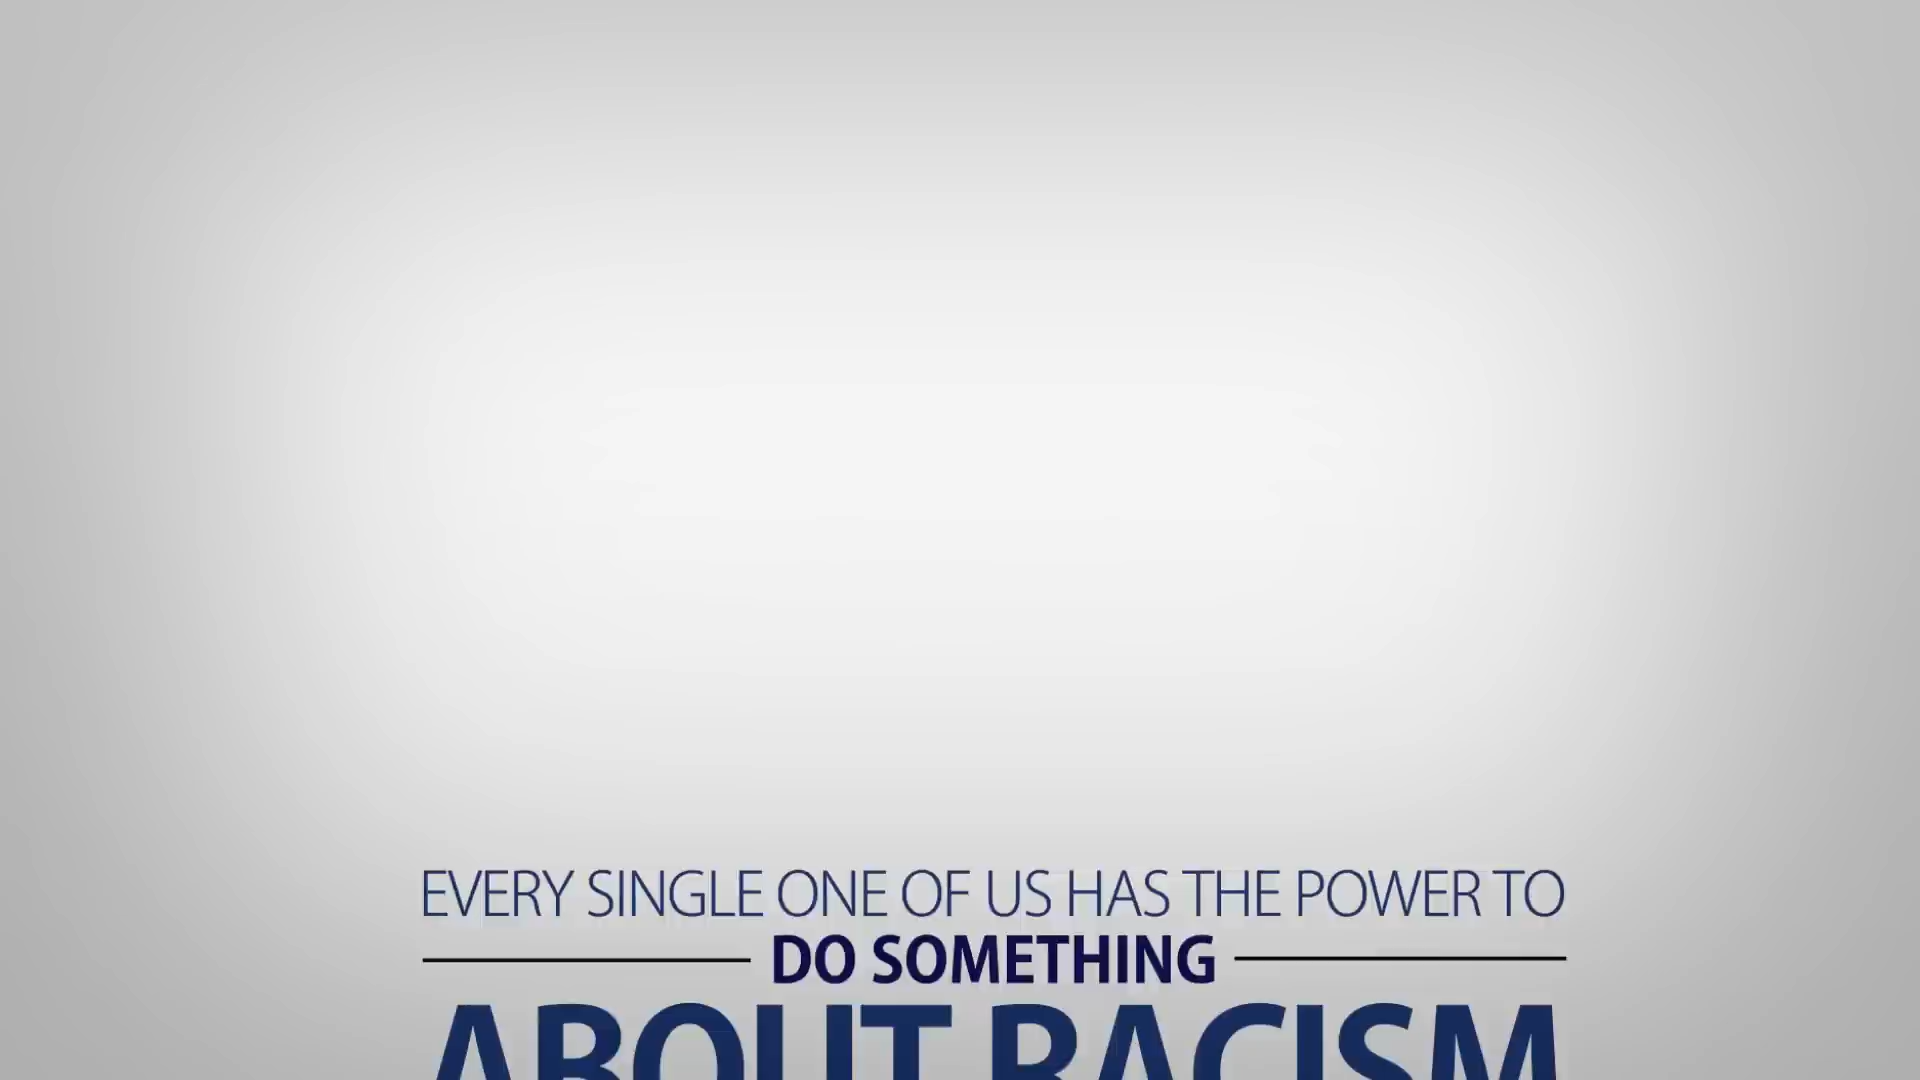 EVERY SINGLE ONE OF US HAS THE POWER TO
DO SOMETHING
ABOUT RACISM